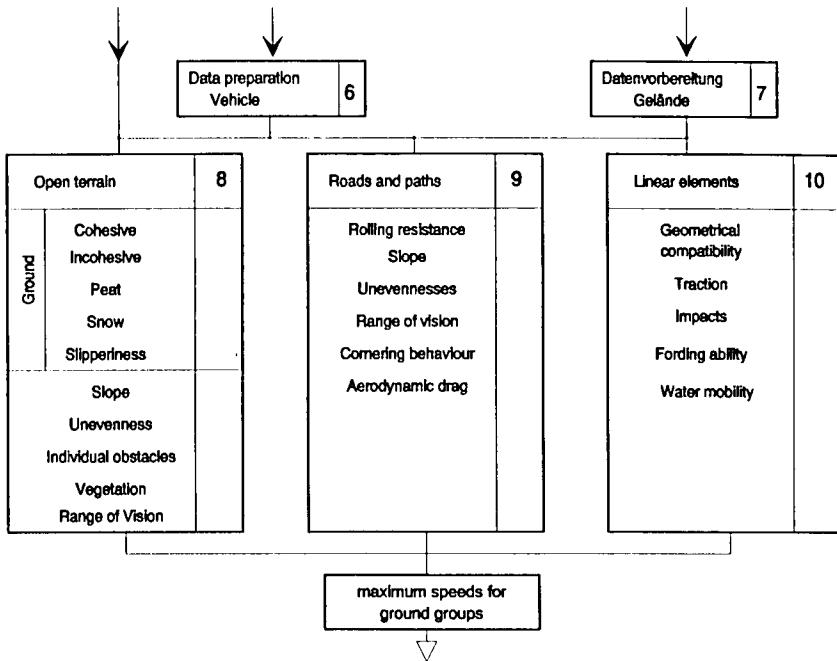 Data preparation
Vehicle
6
Datenvorbereitung
Gelände
7
Open terrain
8
Ground
Cohesive
Incohesive
Peat
Snow
Slipperiness
Slope
Unevenness
Individual obstacles
Vegetation
Range of Vision
Roads and paths
9
Rolling resistance
Slope
Unevennesses
Range of vision
Cornering behaviour
Aerodynamic drag
Linear elements
10
Geometrical
compatibility
Traction
Impacts
Fording ability
Water mobility
maximum speeds for
ground groups